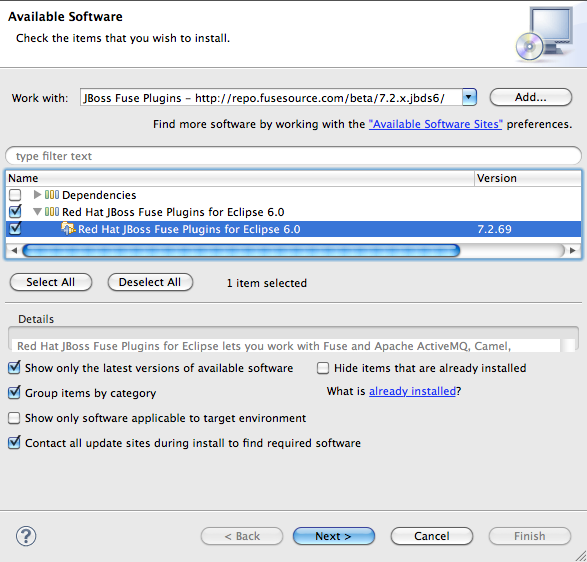 Available Software
Check the items that you wish to install.
Work with: JBoss Fuse Plugins – http://repo.fusesource.com/beta/7.2.x.jbds6/ Add...
Find more software by working with the "Available Software Sites" preferences.
type filter text
Name Version
Dependencies
Red Hat JBoss Fuse Plugins for Eclipse 6.0
Red Hat JBoss Fuse Plugins for Eclipse 6.0 7.2.69
Select All Deselect All 1 item selected
Details
Red Hat JBoss Fuse Plugins for Eclipse lets you work with Fuse and Apache ActiveMQ, Camel,
Show only the latest versions of available software Hide items that are already installed
Group items by category What is already installed?
Show only software applicable to target environment
Contact all update sites during install to find required software
? < Back Next > Cancel Finish